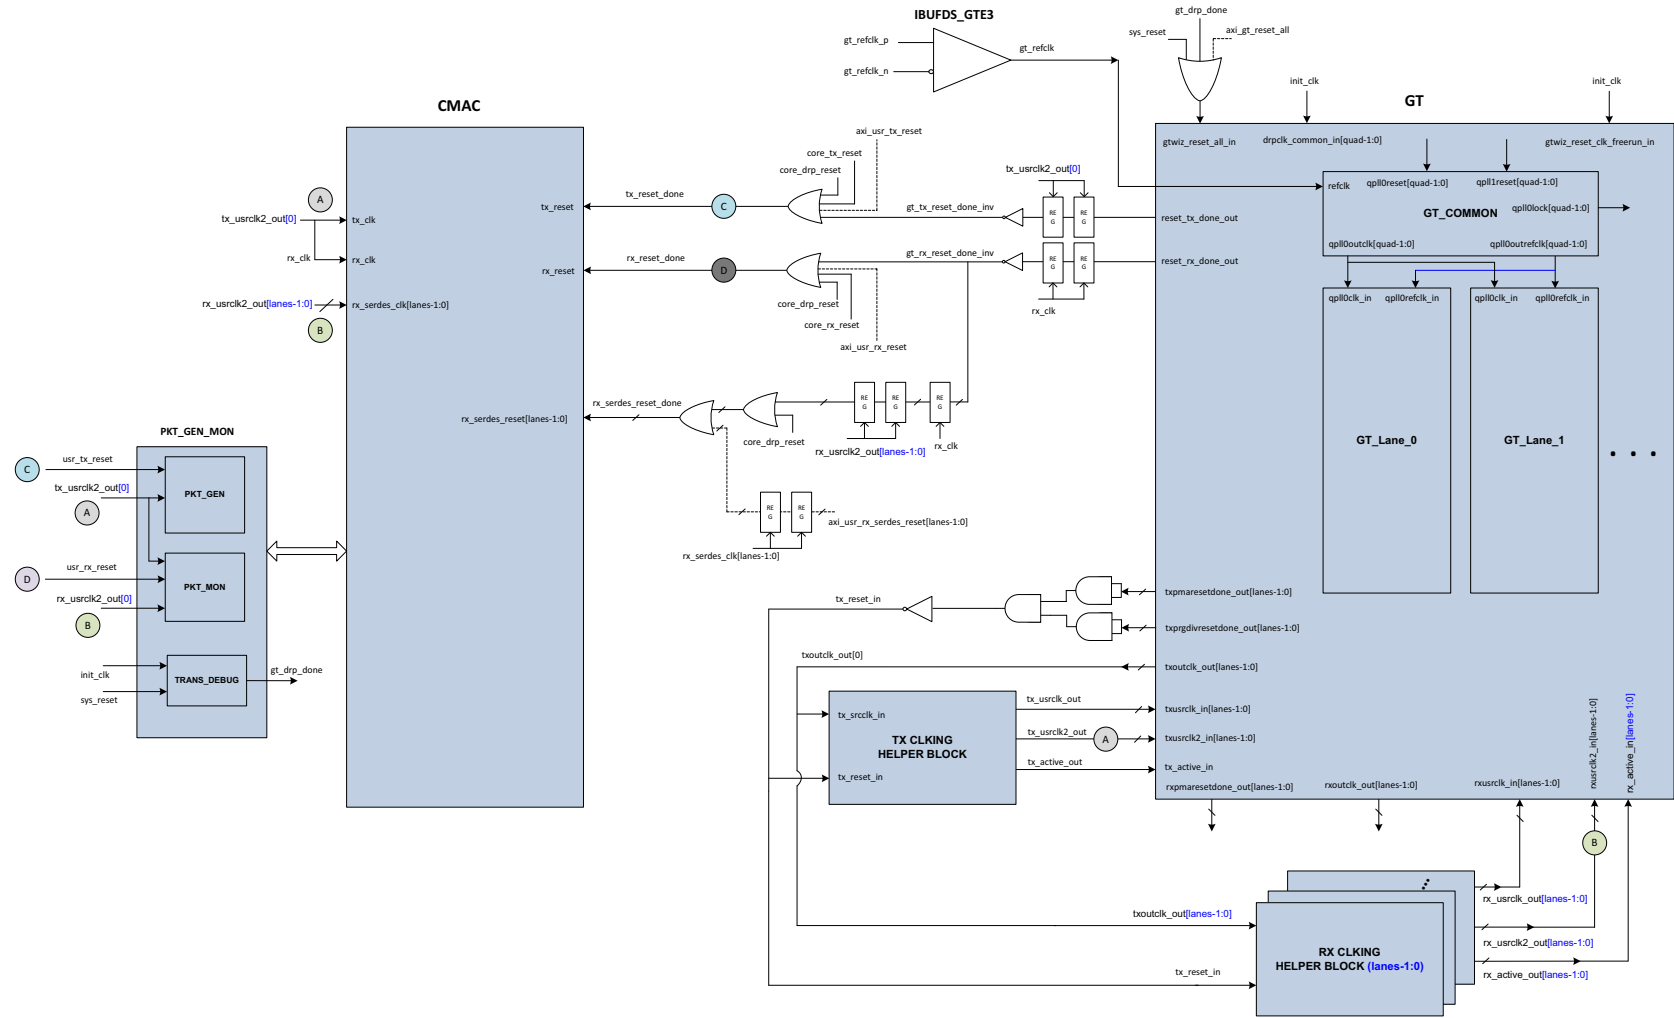 IBUFDS_GTE3
gt_refclk_p
gt_refclk_n
gt_refclk
gt_drp_done
sys_reset
axi_gt_reset_all
init_clk
init_clk
CMAC
GT
gtwiz_reset_all_in
drpclk_common_in[quad-1:0]
gtwiz_reset_clk_freerun_in
refclk
qpll0reset[quad-1:0]
qpll1reset[quad-1:0]
GT_COMMON
qpll0lock[quad-1:0]
qpll0outclk[quad-1:0]
qpll0outrefclk[quad-1:0]
qpll0clk_in
qpll0refclk_in
qpll0clk_in
qpll0refclk_in
GT_Lane_0
GT_Lane_1
. . .
axi_usr_tx_reset
core_tx_reset
core_drp_reset
tx_usrclk2_out[0]
tx_reset_done
C
gt_tx_reset_done_inv
RE
G
RE
G
reset_tx_done_out
A
tx_usrclk2_out[0]
tx_clk
tx_reset
rx_clk
rx_clk
rx_reset
rx_reset_done
D
gt_rx_reset_done_inv
RE
G
RE
G
reset_rx_done_out
rx_usrclk2_out[lanes-1:0]
rx_serdes_clk[lanes-1:0]
B
core_drp_reset
core_rx_reset
axi_usr_rx_reset
rx_clk
rx_serdes_reset[lanes-1:0]
rx_serdes_reset_done
core_drp_reset
RE
G
RE
G
RE
G
rx_usrclk2_out[lanes-1:0]
rx_clk
RE
G
RE
G
axi_usr_rx_serdes_reset[lanes-1:0]
rx_serdes_clk[lanes-1:0]
PKT_GEN_MON
C
usr_tx_reset
tx_usrclk2_out[0]
A
PKT_GEN
D
usr_rx_reset
rx_usrclk2_out[0]
B
PKT_MON
init_clk
sys_reset
TRANS_DEBUG
gt_drp_done
tx_reset_in
txpmaresetdone_out[lanes-1:0]
txprgdivresetdone_out[lanes-1:0]
txoutclk_out[0]
txoutclk_out[lanes-1:0]
tx_srcclk_in
TX CLKING
HELPER BLOCK
tx_reset_in
tx_usrclk_out
txusrclk_in[lanes-1:0]
tx_usrclk2_out
A
txusrclk2_in[lanes-1:0]
tx_active_out
tx_active_in
rxpmaresetdone_out[lanes-1:0]
rxoutclk_out[lanes-1:0]
rxusrclk_in[lanes-1:0]
rxusrclk2_in[lanes-1:0]
rx_active_in[lanes-1:0]
B
txoutclk_out[lanes-1:0]
tx_reset_in
RX CLKING
HELPER BLOCK (lanes-1:0)
rx_usrclk_out[lanes-1:0]
rx_usrclk2_out[lanes-1:0]
rx_active_out[lanes-1:0]